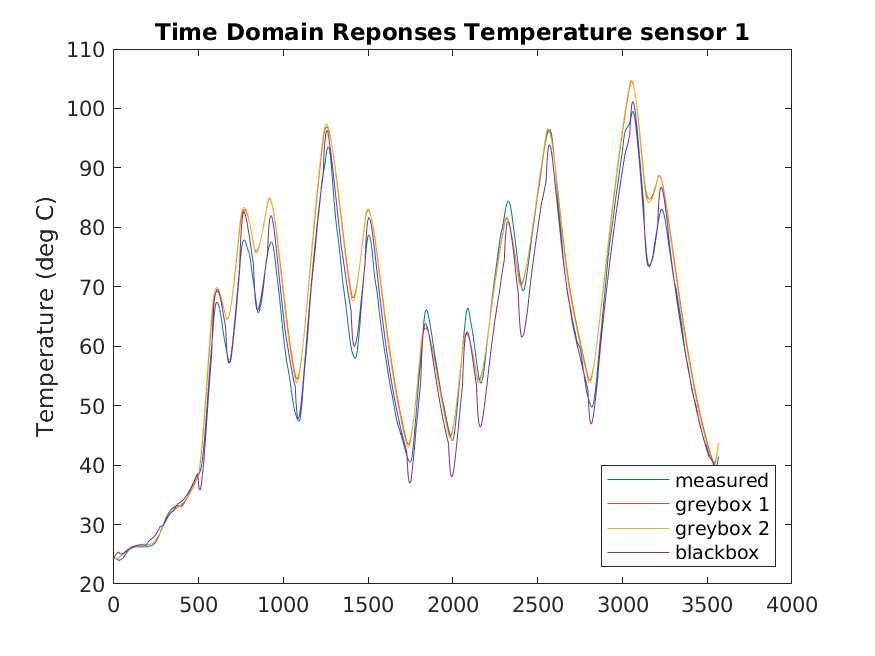 Time Domain Reponses Temperature sensor 1
Temperature (deg C)
110
100
90
80
70
60
50
40
30
20
0 500 1000 1500 2000 2500 3000 3500 4000
measured
greybox 1
greybox 2
blackbox